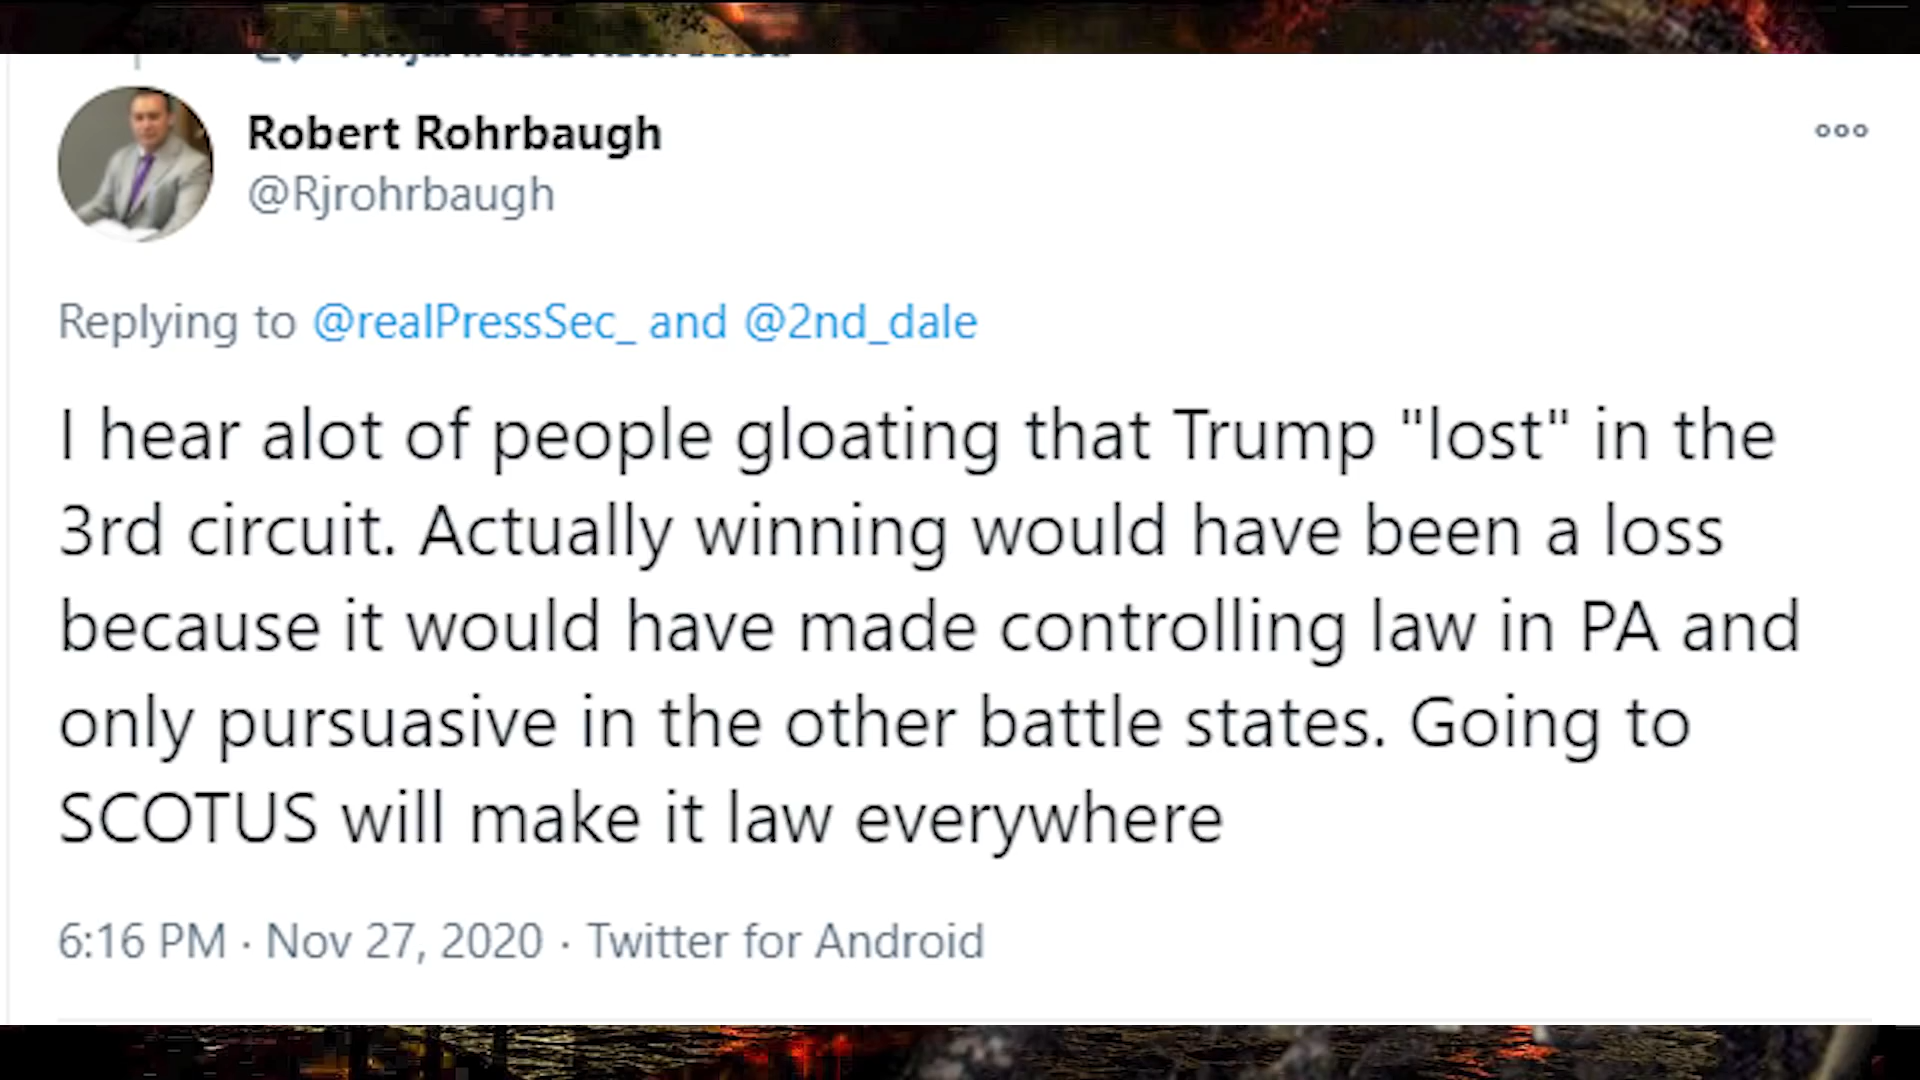 Robert Rohrbaugh
@Rjrohrbaugh
Replying to @realPressSec_ and @2nd_dale
I hear alot of people gloating that Trump "lost" in the
3rd circuit. Actually winning would have been a loss
because it would have made controlling law in PA and
only pursuasive in the other battle states. Going to
SCOTUS will make it law everywhere
6:16 PM · Nov 27, 2020 · Twitter for Android